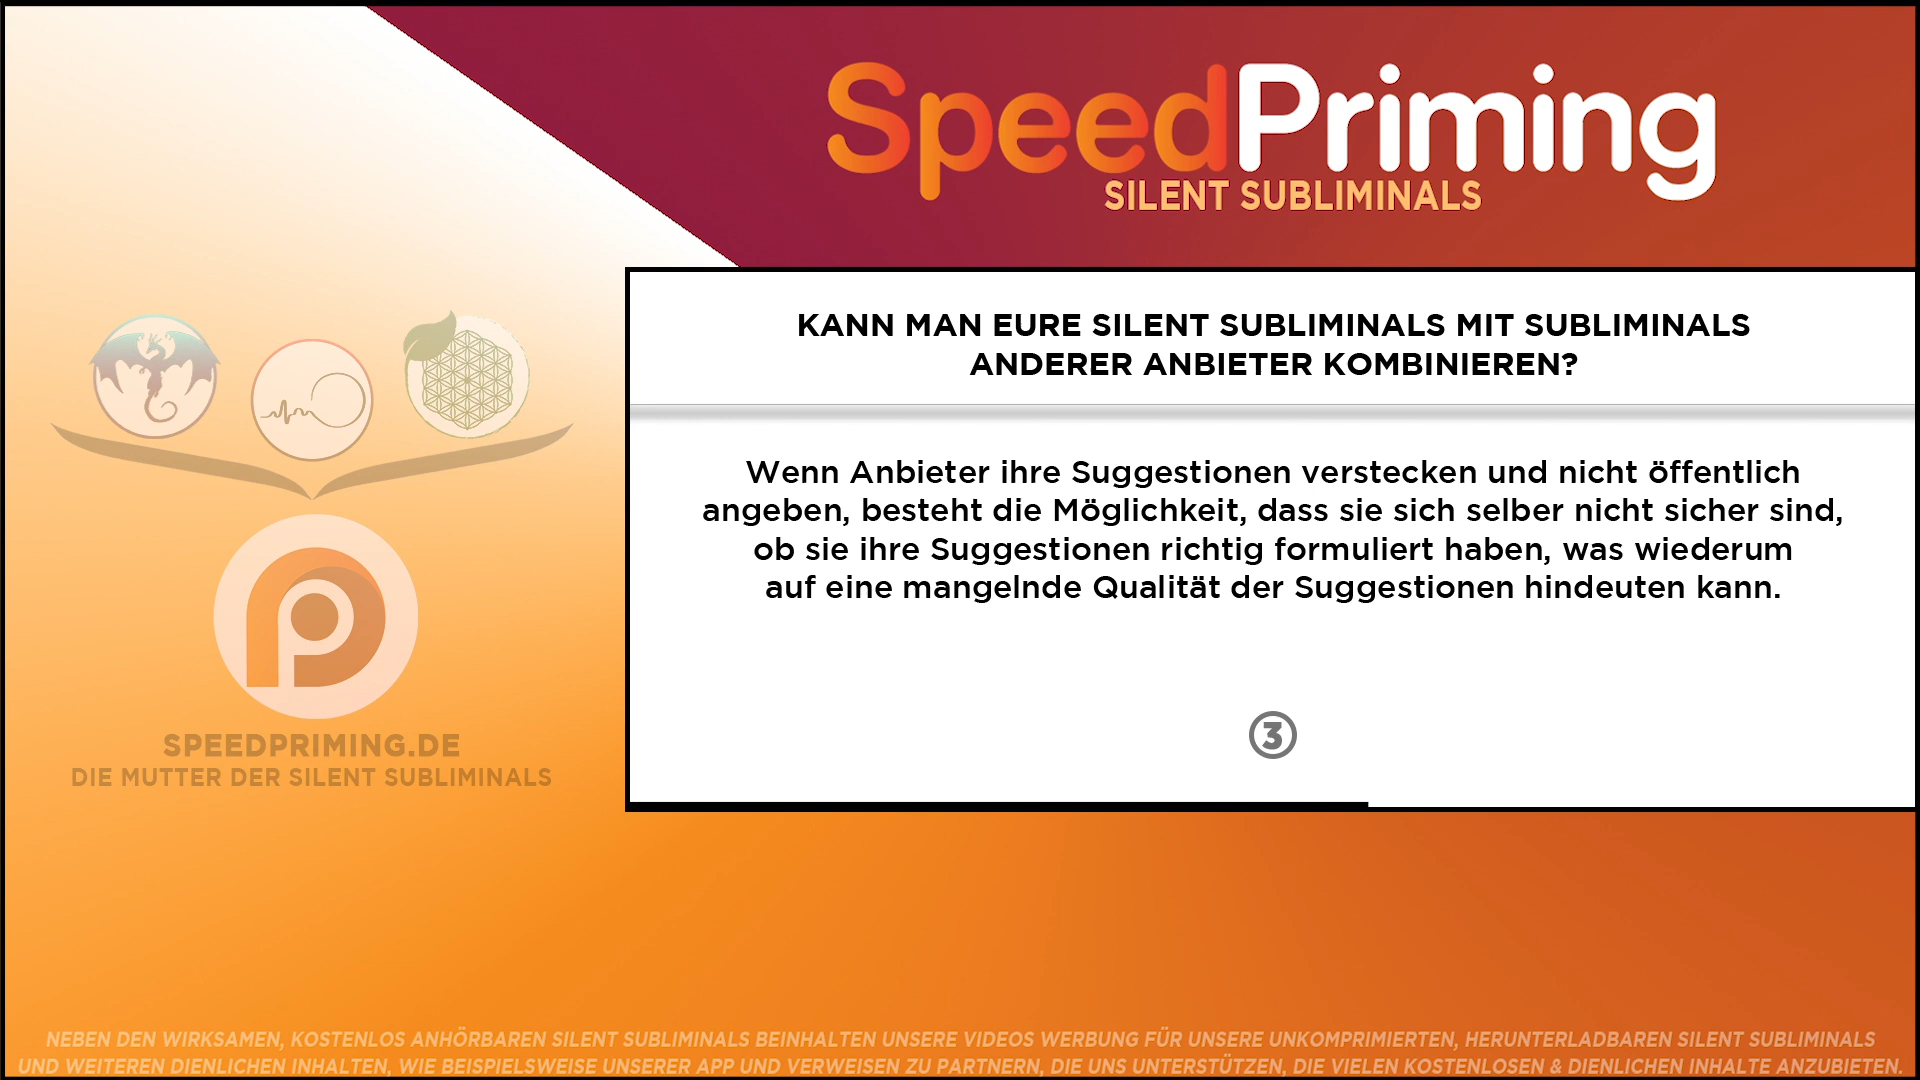 SpeedPriming
SILENT SUBLIMINALS
KANN MAN EURE SILENT SUBLIMINALS MIT SUBLIMINALS
ANDERER ANBIETER KOMBINIEREN?
Wenn Anbieter ihre Suggestionen verstecken und nicht öffentlich
angeben, besteht die Möglichkeit, dass sie sich selber nicht sicher sind,
ob sie ihre Suggestionen richtig formuliert haben, was wiederum
auf eine mangelnde Qualität der Suggestionen hindeuten kann.
3
SPEEDPRIMING.DE
DIE MUTTER DER SILENT SUBLIMINALS
NEBEN DEN WIRKSAMEN, KOSTENLOS ANHÖRBAREN SILENT SUBLIMINALS BEINHALTEN UNSERE VIDEOS WERBUNG FÜR UNSERE UNKOMPRIMIERTEN, HERUNTERLADBAREN SILENT SUBLIMINALS
UND WEITEREN DIENLICHEN INHALTEN, WIE BEISPIELSWEISE UNSERER APP UND VERWEISEN ZU PARTNERN, DIE UNS UNTERSTÜTZEN, DIE VIELEN KOSTENLOSEN & DIENLICHEN INHALTE ANZUBIETEN.